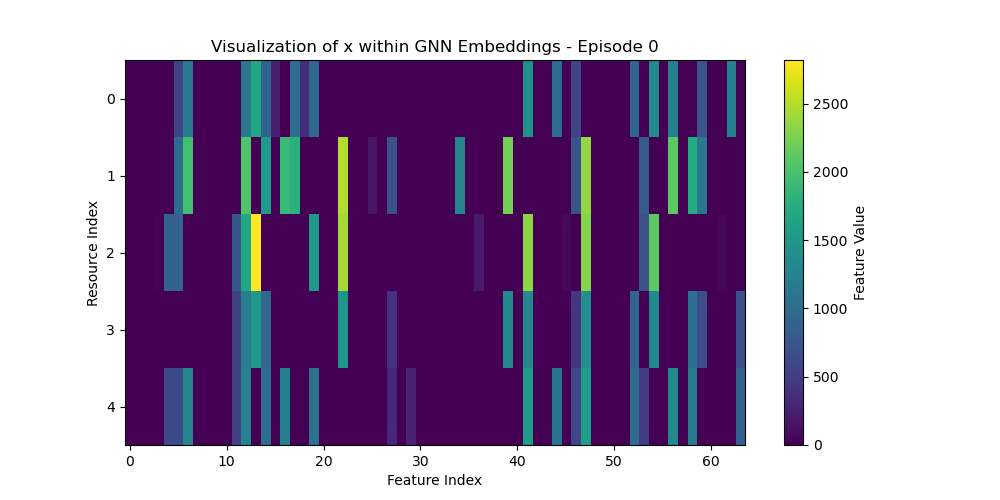 Visualization of x within GNN Embeddings - Episode 0
Resource Index
0
1
2
3
4
0 10 20 30 40 50 60
Feature Index
2500
2000
1500
1000
500
0
Feature Value